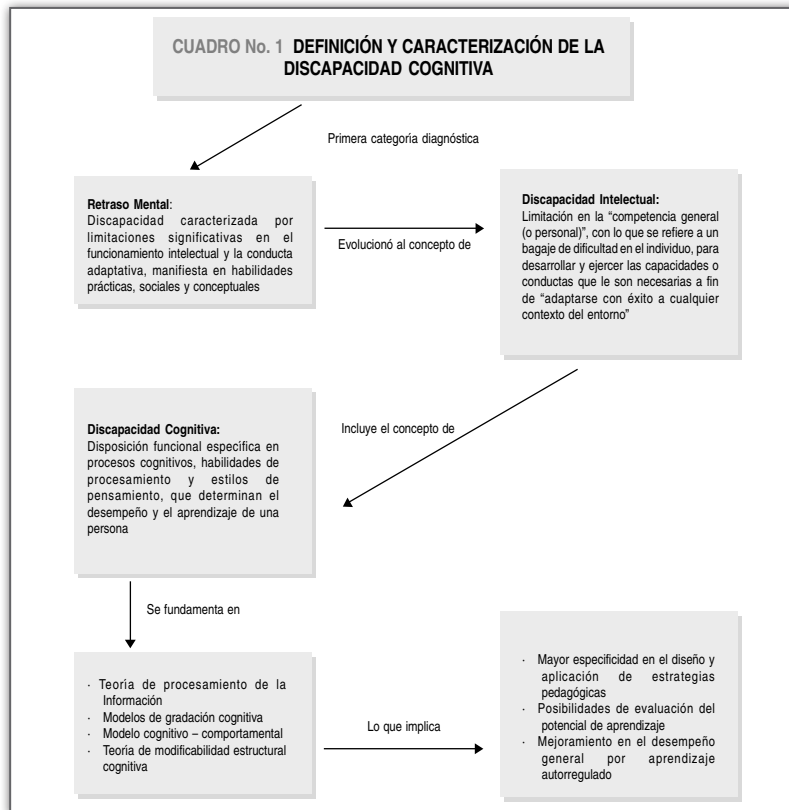 CUADRO No. 1 DEFINICIÓN Y CARACTERIZACIÓN DE LA
DISCAPACIDAD COGNITIVA
Primera categoría diagnóstica
Retraso Mental:
Discapacidad caracterizada por
limitaciones significativas en el
funcionamiento intelectual y la conducta
adaptativa, manifiesta en habilidades
prácticas, sociales y conceptuales
Evolucionó al concepto de
Discapacidad Intelectual:
Limitación en la “competencia general
(o personal)”, con lo que se refiere a un
bagaje de dificultad en el individuo, para
desarrollar y ejercer las capacidades o
conductas que le son necesarias a fin
de “adaptarse con éxito a cualquier
contexto del entorno”
Incluye el concepto de
Discapacidad Cognitiva:
Disposición funcional específica en
procesos cognitivos, habilidades de
procesamiento y estilos de
pensamiento, que determinan el
desempeño y el aprendizaje de una
persona
Se fundamenta en
· Teoría de procesamiento de la
Información
· Modelos de gradación cognitiva
· Modelo cognitivo – comportamental
· Teoría de modificabilidad estructural
cognitiva
Lo que implica
· Mayor especificidad en el diseño y
aplicación de estrategias
pedagógicas
· Posibilidades de evaluación del
potencial de aprendizaje
· Mejoramiento en el desempeño
general por aprendizaje
autorregulado